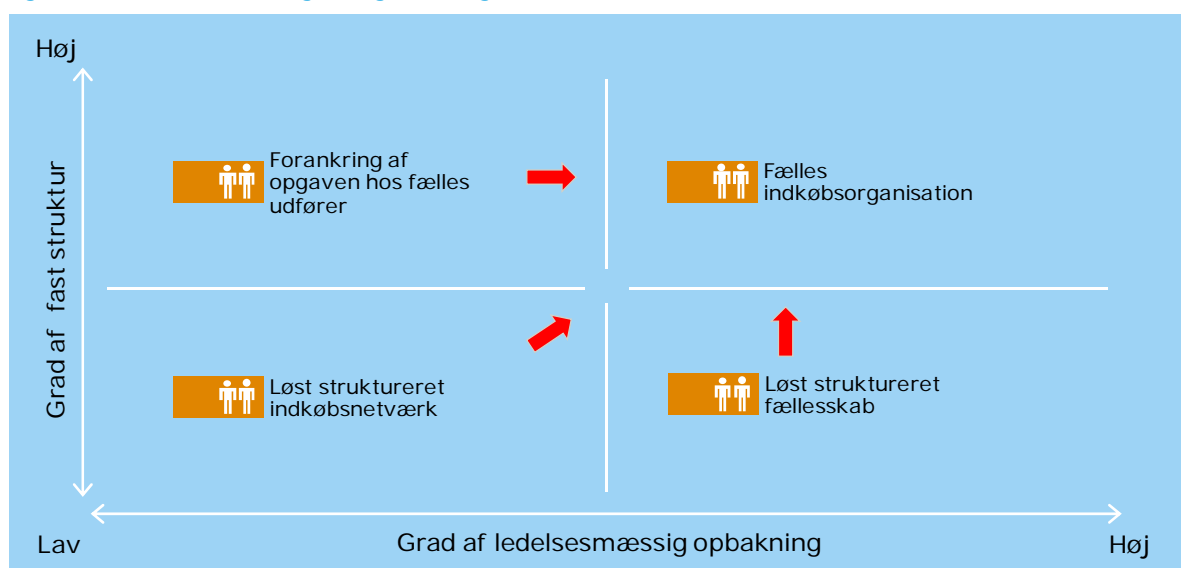 Høj
Grad af fast struktur
Forankring af
opgaven hos fælles
udfører
Fælles
indkøbsorganisation
Løst struktureret
indkøbsnetværk
Løst struktureret
fællesskab
Lav
Grad af ledelsesmæssig opbakning
Høj